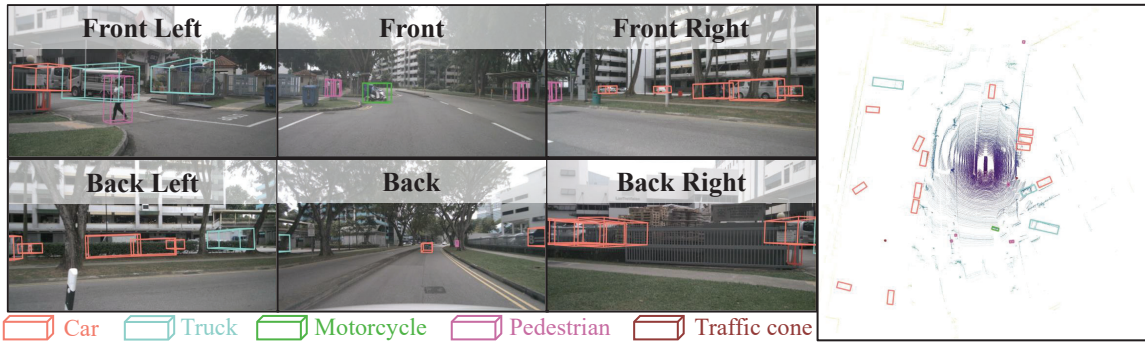 Front Left
Front
Front Right
Back Left
Back
Back Right
Car
Truck
Motorcycle
Pedestrian
Traffic cone